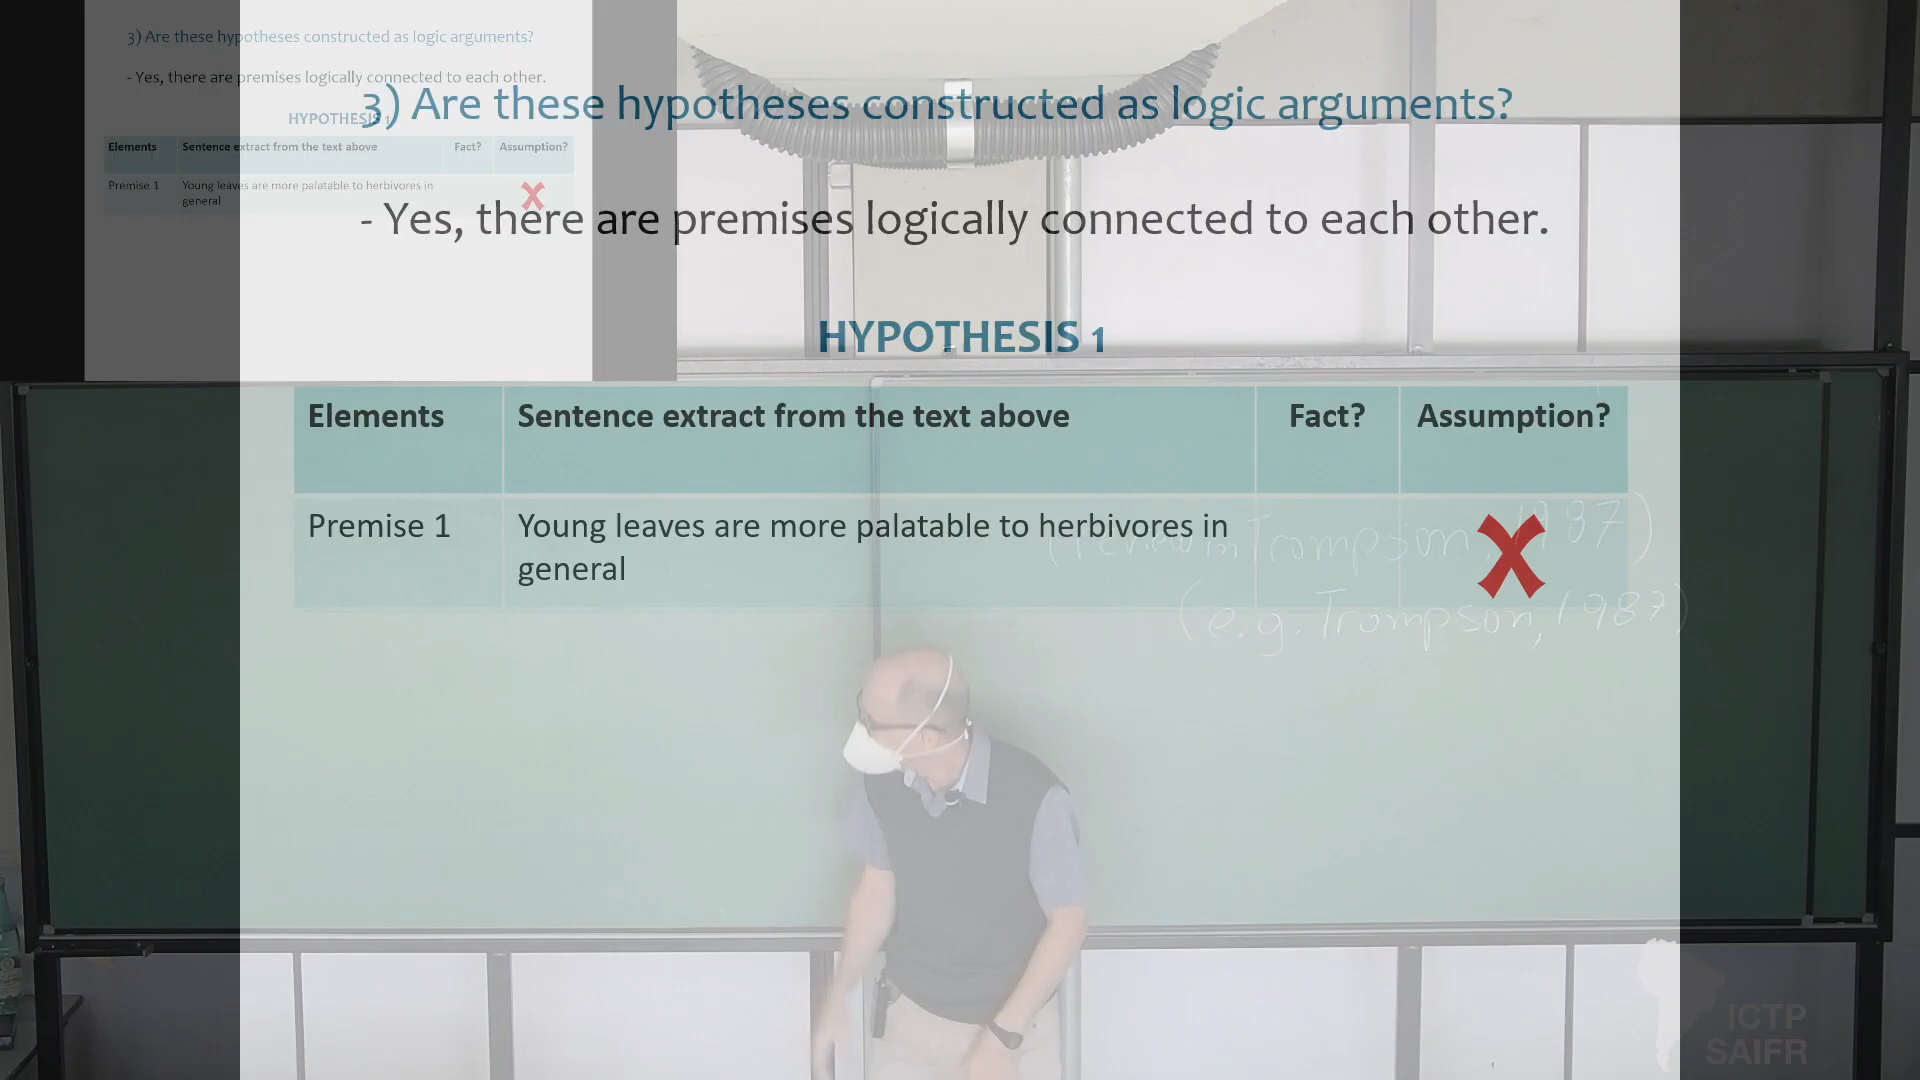 3) Are these hypotheses constructed as logic arguments?
- Yes, there are premises logically connected to each other.
HYPOTHESIS 1
Elements Sentence extract from the text above Fact? Assumption?
Premise 1 Young leaves are more palatable to herbivores in
general
3) Are these hypotheses constructed as logic arguments?
- Yes, there are premises logically connected to each other.
HYPOTHESIS 1
Elements Sentence extract from the text above Fact? Assumption?
Premise 1 Young leaves are more palatable to herbivores in
general
(review in Trompson, 1987)
(e.g. Trompson, 1987)
ICTP
SAIFR